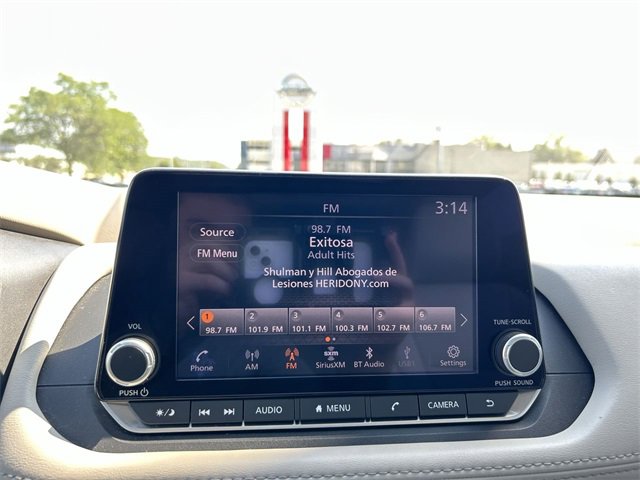 FM
3:14
Source
98.7 FM
Exitosa
FM Menu
Adult Hits
Shulman y Hill Abogados de
Lesiones HERIDONY.com
1 2 3 4 5 6
98.7 FM 101.9 FM 101.1 FM 100.3 FM 102.7 FM 106.7 FM
Phone AM FM SiriusXM BT Audio USB1 Settings
sxm
VOL
TUNE·SCROLL
PUSH
PUSH SOUND
AUDIO MENU CAMERA